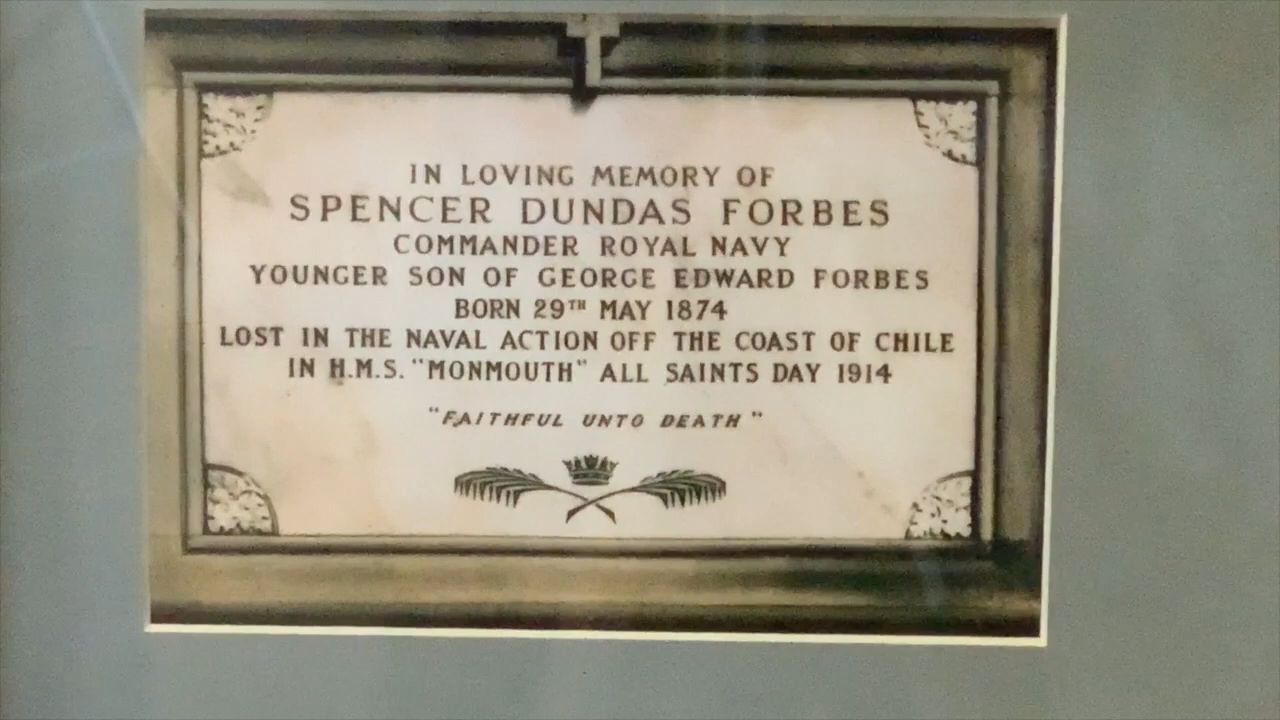 IN LOVING MEMORY OF
SPENCER DUNDAS FORBES
COMMANDER ROYAL NAVY
YOUNGER SON OF GEORGE EDWARD FORBES
BORN 29TH MAY 1874
LOST IN THE NAVAL ACTION OFF THE COAST OF CHILE
IN H.M.S. "MONMOUTH" ALL SAINTS DAY 1914
"FAITHFUL UNTO DEATH"